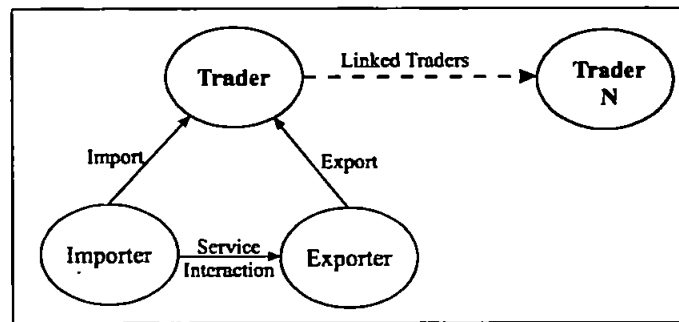 Linked Traders
Trader
Trader
N
Import
Export
Importer
Service
Interaction
Exporter